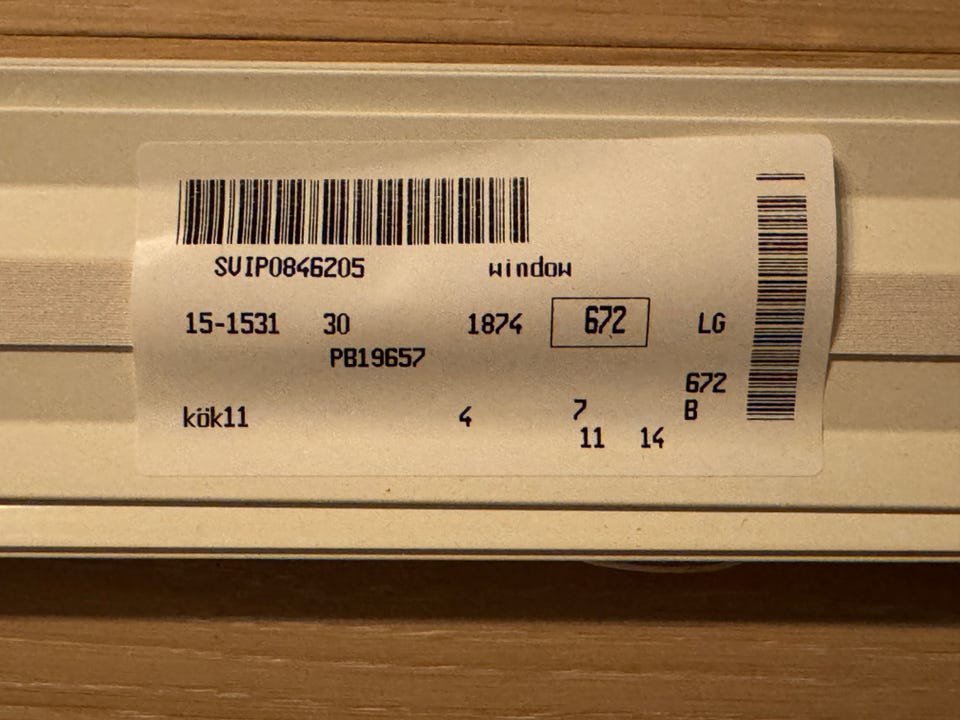 SVIP0846205 window
15-1531 30 1874 672 LG
PB19657
672
kök11 4 7 B
11 14